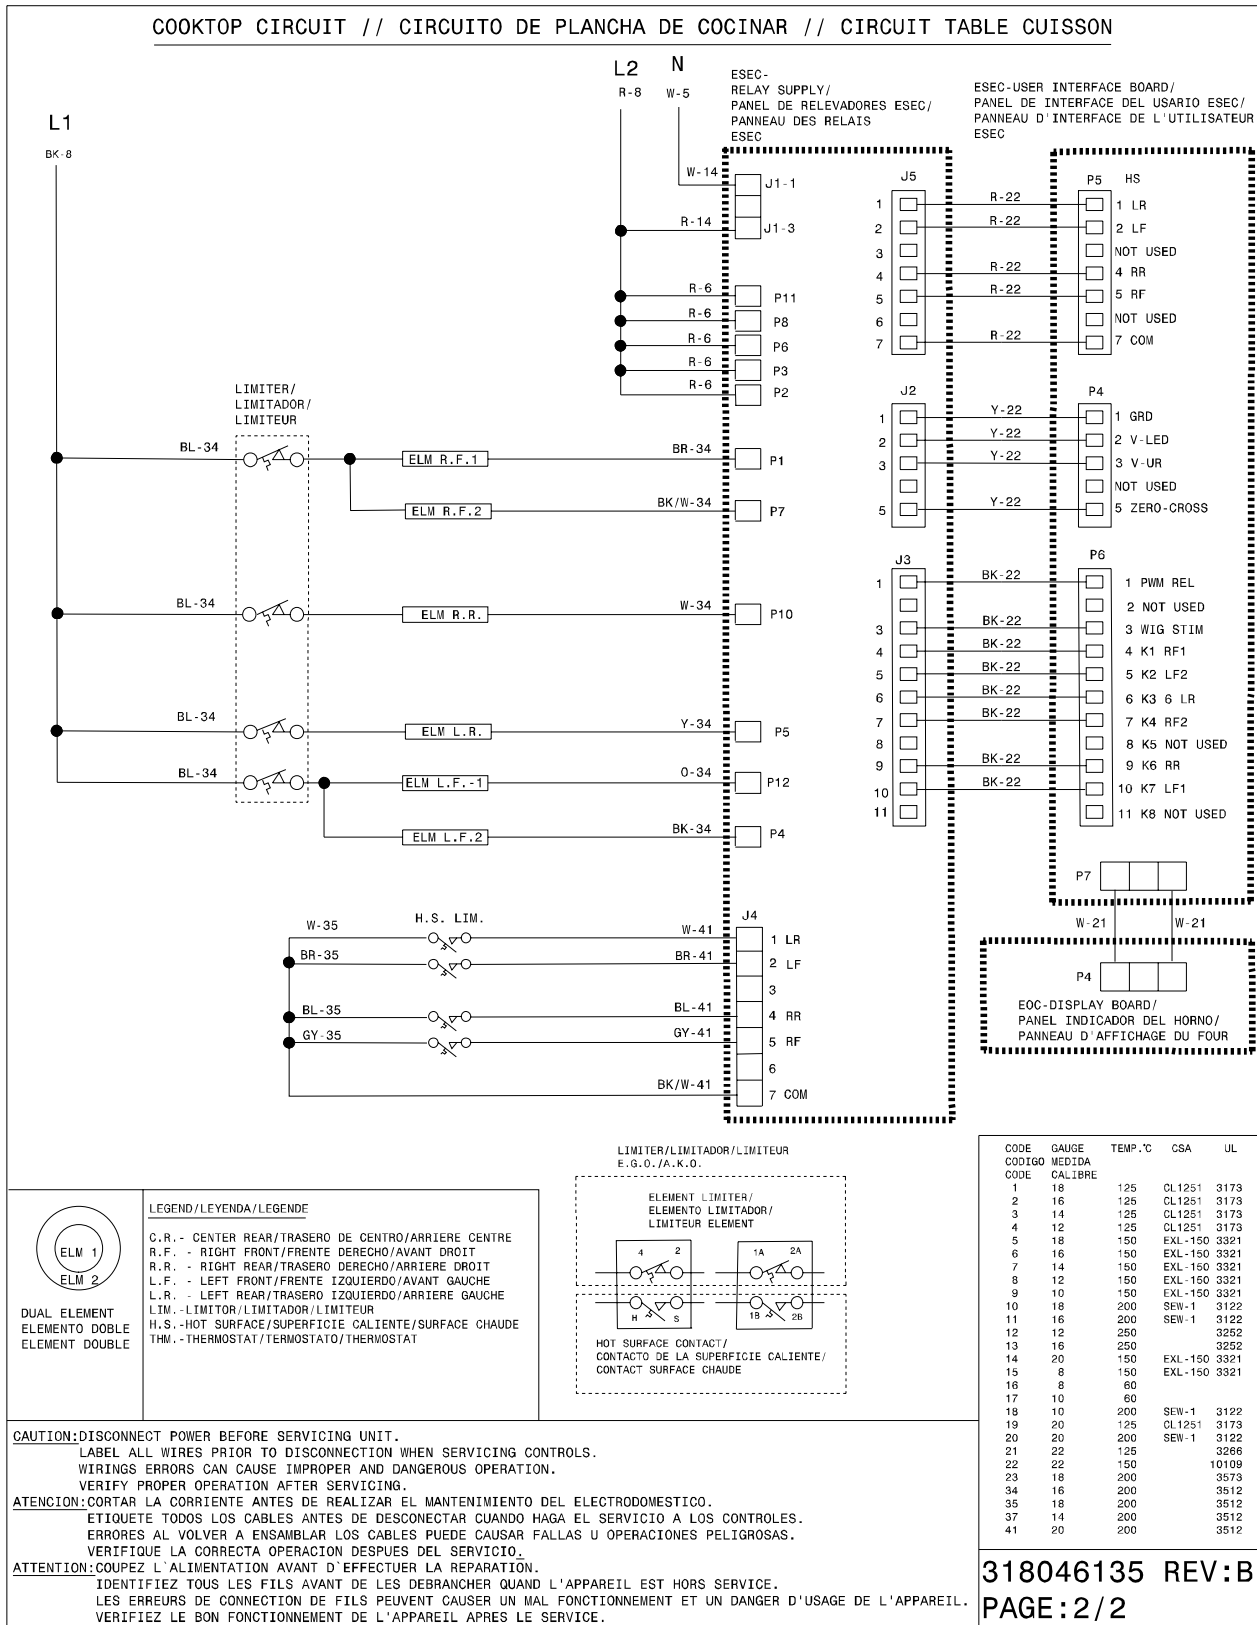 COOKTOP CIRCUIT // CIRCUITO DE PLANCHA DE COCINAR // CIRCUIT TABLE CUISSON
L1
BK-8
L2
R-8
N
W-5
ESEC-
RELAY SUPPLY/
PANEL DE RELEVADORES ESEC/
PANNEAU DES RELAIS
ESEC
ESEC-USER INTERFACE BOARD/
PANEL DE INTERFACE DEL USARIO ESEC/
PANNEAU D'INTERFACE DE L'UTILISATEUR
ESEC
W-14 J1-1
R-14 J1-3
R-6 P11
R-6 P8
R-6 P6
R-6 P3
R-6 P2
LIMITER/
LIMITADOR/
LIMITEUR
BL-34 ELM R.F.1 BR-34 P1
ELM R.F.2 BK/W-34 P7
BL-34 ELM R.R. W-34 P10
BL-34 ELM L.R. Y-34 P5
BL-34 ELM L.F.-1 O-34 P12
ELM L.F.2 BK-34 P4
J5 P5 HS
1 R-22 1 LR
2 R-22 2 LF
3 NOT USED
4 R-22 4 RR
5 R-22 5 RF
6 NOT USED
7 R-22 7 COM
J2 P4
1 Y-22 1 GRD
2 Y-22 2 V-LED
3 Y-22 3 V-UR
NOT USED
5 Y-22 5 ZERO-CROSS
J3 P6
1 BK-22 1 PWM REL
2 NOT USED
3 BK-22 3 WIG STIM
4 BK-22 4 K1 RF1
5 BK-22 5 K2 LF2
6 BK-22 6 K3 6 LR
7 BK-22 7 K4 RF2
8 8 K5 NOT USED
9 BK-22 9 K6 RR
10 BK-22 10 K7 LF1
11 11 K8 NOT USED
P7
W-21 W-21
P4
EOC-DISPLAY BOARD/
PANEL INDICADOR DEL HORNO/
PANNEAU D'AFFICHAGE DU FOUR
H.S. LIM. J4
W-35 W-41 1 LR
BR-35 BR-41 2 LF
3
BL-35 BL-41 4 RR
GY-35 GY-41 5 RF
6
BK/W-41 7 COM
LIMITER/LIMITADOR/LIMITEUR
E.G.O./A.K.O.
ELEMENT LIMITER/
ELEMENTO LIMITADOR/
LIMITEUR ELEMENT
4 2 1A 2A
H S 1B 2B
HOT SURFACE CONTACT/
CONTACTO DE LA SUPERFICIE CALIENTE/
CONTACT SURFACE CHAUDE
ELM 1
ELM 2
DUAL ELEMENT
ELEMENTO DOBLE
ELEMENT DOUBLE
LEGEND/LEYENDA/LEGENDE
C.R.- CENTER REAR/TRASERO DE CENTRO/ARRIERE CENTRE
R.F. - RIGHT FRONT/FRENTE DERECHO/AVANT DROIT
R.R. - RIGHT REAR/TRASERO DERECHO/ARRIERE DROIT
L.F. - LEFT FRONT/FRENTE IZQUIERDO/AVANT GAUCHE
L.R. - LEFT REAR/TRASERO IZQUIERDO/ARRIERE GAUCHE
LIM.-LIMITOR/LIMITADOR/LIMITEUR
H.S.-HOT SURFACE/SUPERFICIE CALIENTE/SURFACE CHAUDE
THM.-THERMOSTAT/TERMOSTATO/THERMOSTAT
CODE GAUGE TEMP.°C CSA UL
CODIGO MEDIDA
CODE CALIBRE
1 18 125 CL1251 3173
2 16 125 CL1251 3173
3 14 125 CL1251 3173
4 12 125 CL1251 3173
5 18 150 EXL-150 3321
6 16 150 EXL-150 3321
7 14 150 EXL-150 3321
8 12 150 EXL-150 3321
9 10 150 EXL-150 3321
10 18 200 SEW-1 3122
11 16 200 SEW-1 3122
12 12 250 3252
13 16 250 3252
14 20 150 EXL-150 3321
15 8 150 EXL-150 3321
16 8 60
17 10 60
18 10 200 SEW-1 3122
19 20 125 CL1251 3173
20 20 200 SEW-1 3122
21 22 125 3266
22 22 150 10109
23 18 200 3573
34 16 200 3512
35 18 200 3512
37 14 200 3512
41 20 200 3512
CAUTION:DISCONNECT POWER BEFORE SERVICING UNIT.
LABEL ALL WIRES PRIOR TO DISCONNECTION WHEN SERVICING CONTROLS.
WIRINGS ERRORS CAN CAUSE IMPROPER AND DANGEROUS OPERATION.
VERIFY PROPER OPERATION AFTER SERVICING.
ATENCION:CORTAR LA CORRIENTE ANTES DE REALIZAR EL MANTENIMIENTO DEL ELECTRODOMESTICO.
ETIQUETE TODOS LOS CABLES ANTES DE DESCONECTAR CUANDO HAGA EL SERVICIO A LOS CONTROLES.
ERRORES AL VOLVER A ENSAMBLAR LOS CABLES PUEDE CAUSAR FALLAS U OPERACIONES PELIGROSAS.
VERIFIQUE LA CORRECTA OPERACION DESPUES DEL SERVICIO.
ATTENTION:COUPEZ L`ALIMENTATION AVANT D`EFFECTUER LA REPARATION.
IDENTIFIEZ TOUS LES FILS AVANT DE LES DEBRANCHER QUAND L'APPAREIL EST HORS SERVICE.
LES ERREURS DE CONNECTION DE FILS PEUVENT CAUSER UN MAL FONCTIONNEMENT ET UN DANGER D'USAGE DE L'APPAREIL.
VERIFIEZ LE BON FONCTIONNEMENT DE L'APPAREIL APRES LE SERVICE.
318046135 REV:B
PAGE:2/2